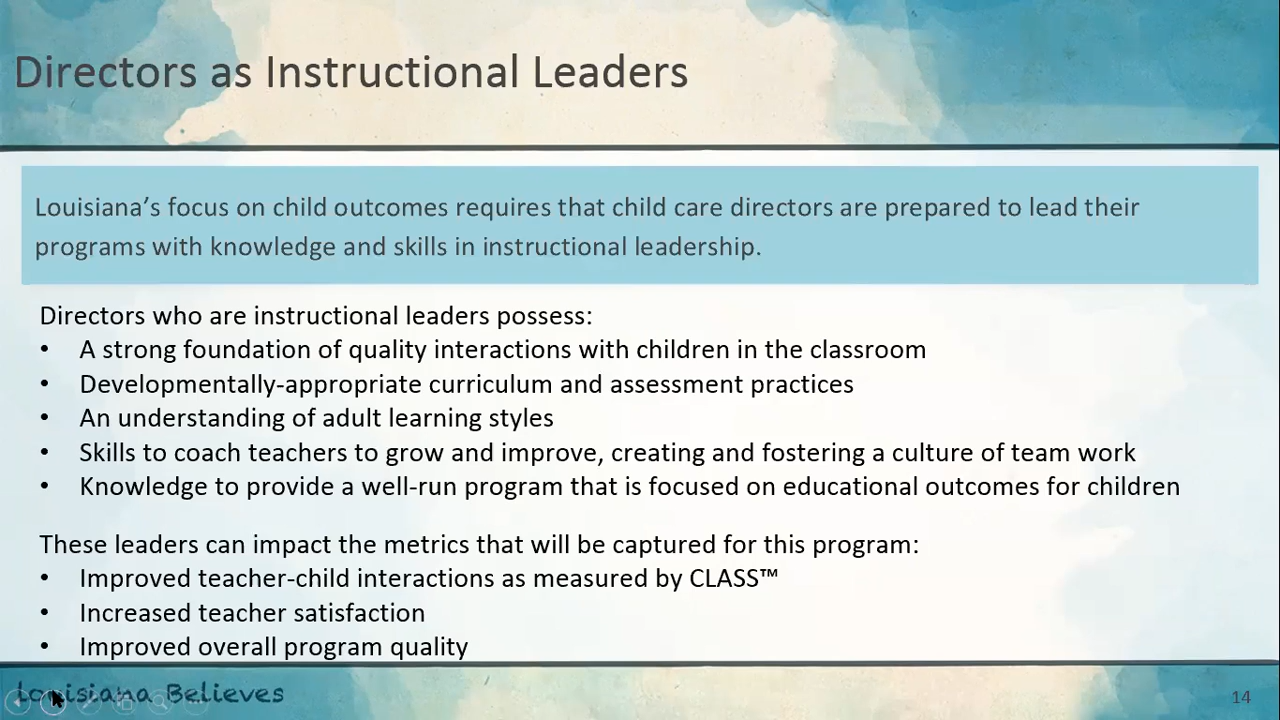 Directors as Instructional Leaders
Louisiana’s focus on child outcomes requires that child care directors are prepared to lead their
programs with knowledge and skills in instructional leadership.
Directors who are instructional leaders possess:
• A strong foundation of quality interactions with children in the classroom
• Developmentally-appropriate curriculum and assessment practices
• An understanding of adult learning styles
• Skills to coach teachers to grow and improve, creating and fostering a culture of team work
• Knowledge to provide a well-run program that is focused on educational outcomes for children
These leaders can impact the metrics that will be captured for this program:
• Improved teacher-child interactions as measured by CLASS™
• Increased teacher satisfaction
• Improved overall program quality
Louisiana Believes
14